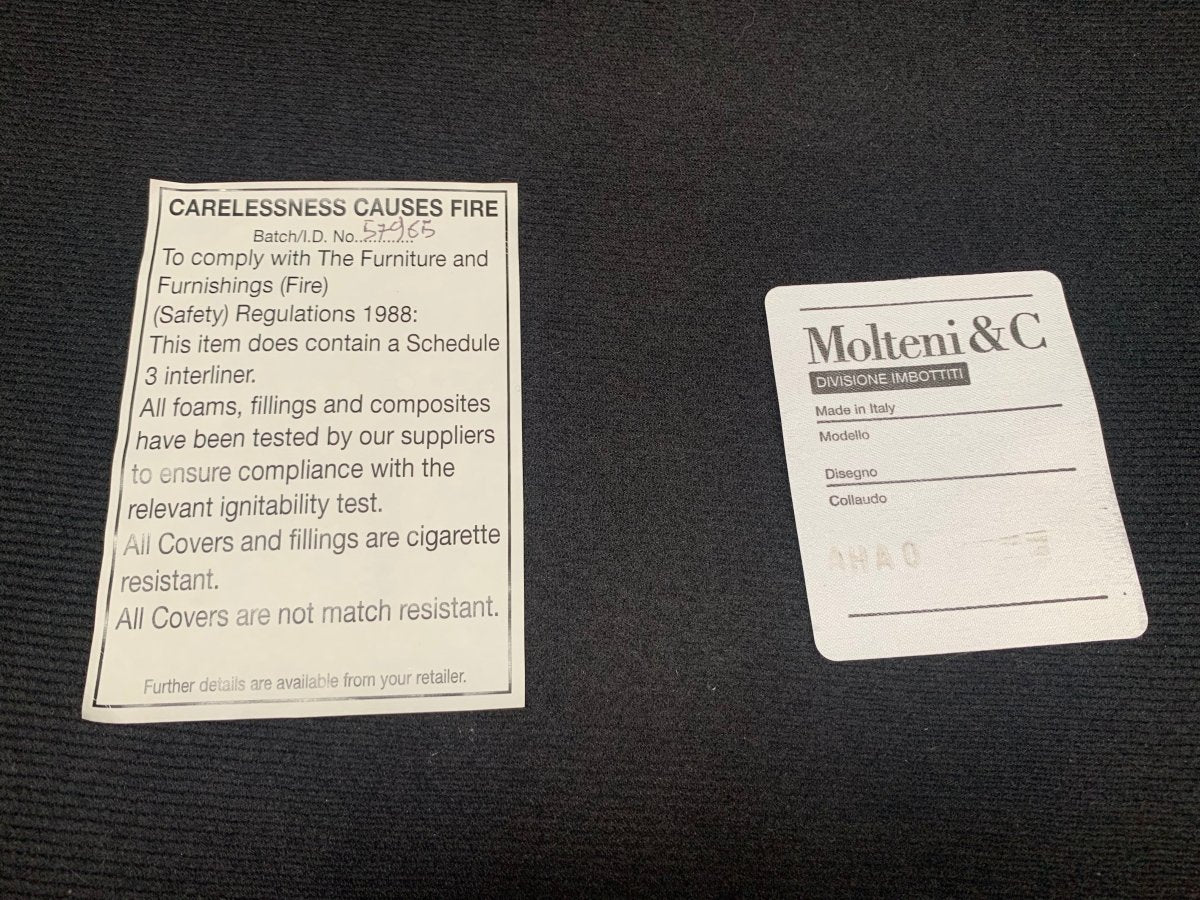 CARELESSNESS CAUSES FIRE
Batch/I.D. No............ 57965
To comply with The Furniture and
Furnishings (Fire)
(Safety) Regulations 1988:
This item does contain a Schedule
3 interliner.
All foams, fillings and composites
have been tested by our suppliers
to ensure compliance with the
relevant ignitability test.
All Covers and fillings are cigarette
resistant.
All Covers are not match resistant.
Further details are available from your retailer.
Molteni&C
DIVISIONE IMBOTTITI
Made in Italy
Modello
Disegno
Collaudo